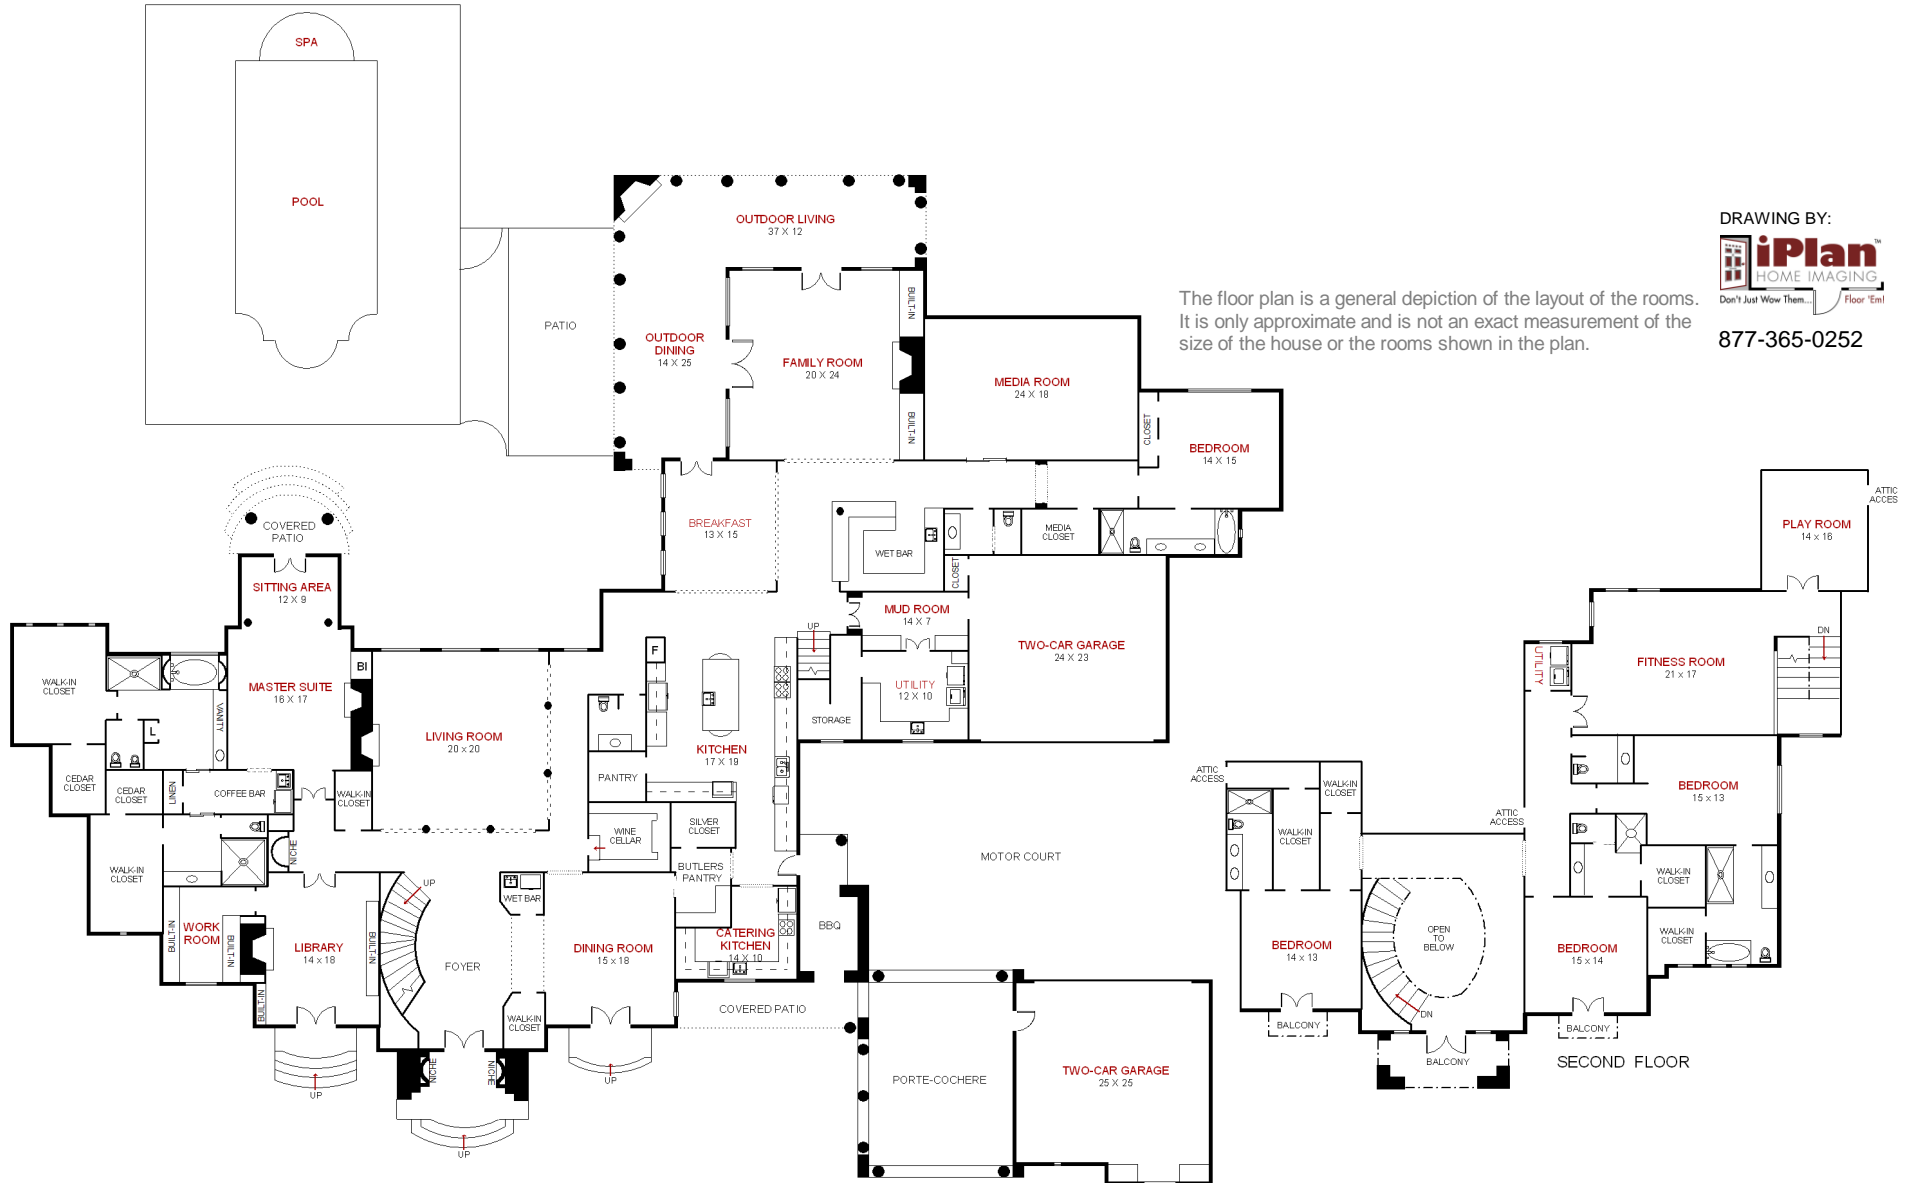 SPA
POOL
PATIO
OUTDOOR LIVING
37 X 12
OUTDOOR
DINING
14 X 25
FAMILY ROOM
20 X 24
BUILT-IN
BUILT-IN
MEDIA ROOM
24 X 18
CLOSET
BEDROOM
14 X 15
The floor plan is a general depiction of the layout of the rooms.
It is only approximate and is not an exact measurement of the
size of the house or the rooms shown in the plan.
DRAWING BY:
iPlan™
HOME IMAGING
Don't Just Wow Them... Floor 'Em!
877-365-0252
COVERED
PATIO
SITTING AREA
12 X 9
BREAKFAST
13 X 15
WET BAR
MEDIA
CLOSET
CLOSET
MUD ROOM
14 X 7
TWO-CAR GARAGE
24 X 23
UP
UTILITY
12 X 10
STORAGE
F
KITCHEN
17 X 19
PANTRY
WALK-IN
CLOSET
MASTER SUITE
16 X 17
BI
VANITY
L
LIVING ROOM
20 x 20
CEDAR
CLOSET
CEDAR
CLOSET
LINEN
COFFEE BAR
WALK-IN
CLOSET
WINE
CELLAR
SILVER
CLOSET
BUTLERS
PANTRY
NICHE
WALK-IN
CLOSET
UP
WET BAR
WORK
ROOM
BUILT-IN
BUILT-IN
LIBRARY
14 x 18
BUILT-IN
BUILT-IN
FOYER
DINING ROOM
15 x 18
CATERING
KITCHEN
14 X 10
BBQ
MOTOR COURT
WALK-IN
CLOSET
COVERED PATIO
NICHE
NICHE
UP
UP
UP
PORTE-COCHERE
TWO-CAR GARAGE
25 X 25
ATTIC
ACCES
PLAY ROOM
14 x 16
DN
FITNESS ROOM
21 x 17
UTILITY
ATTIC
ACCESS
WALK-IN
CLOSET
WALK-IN
CLOSET
ATTIC
ACCESS
BEDROOM
15 x 13
WALK-IN
CLOSET
WALK-IN
CLOSET
OPEN
TO
BELOW
BEDROOM
14 x 13
BEDROOM
15 x 14
DN
BALCONY
BALCONY
BALCONY
SECOND FLOOR